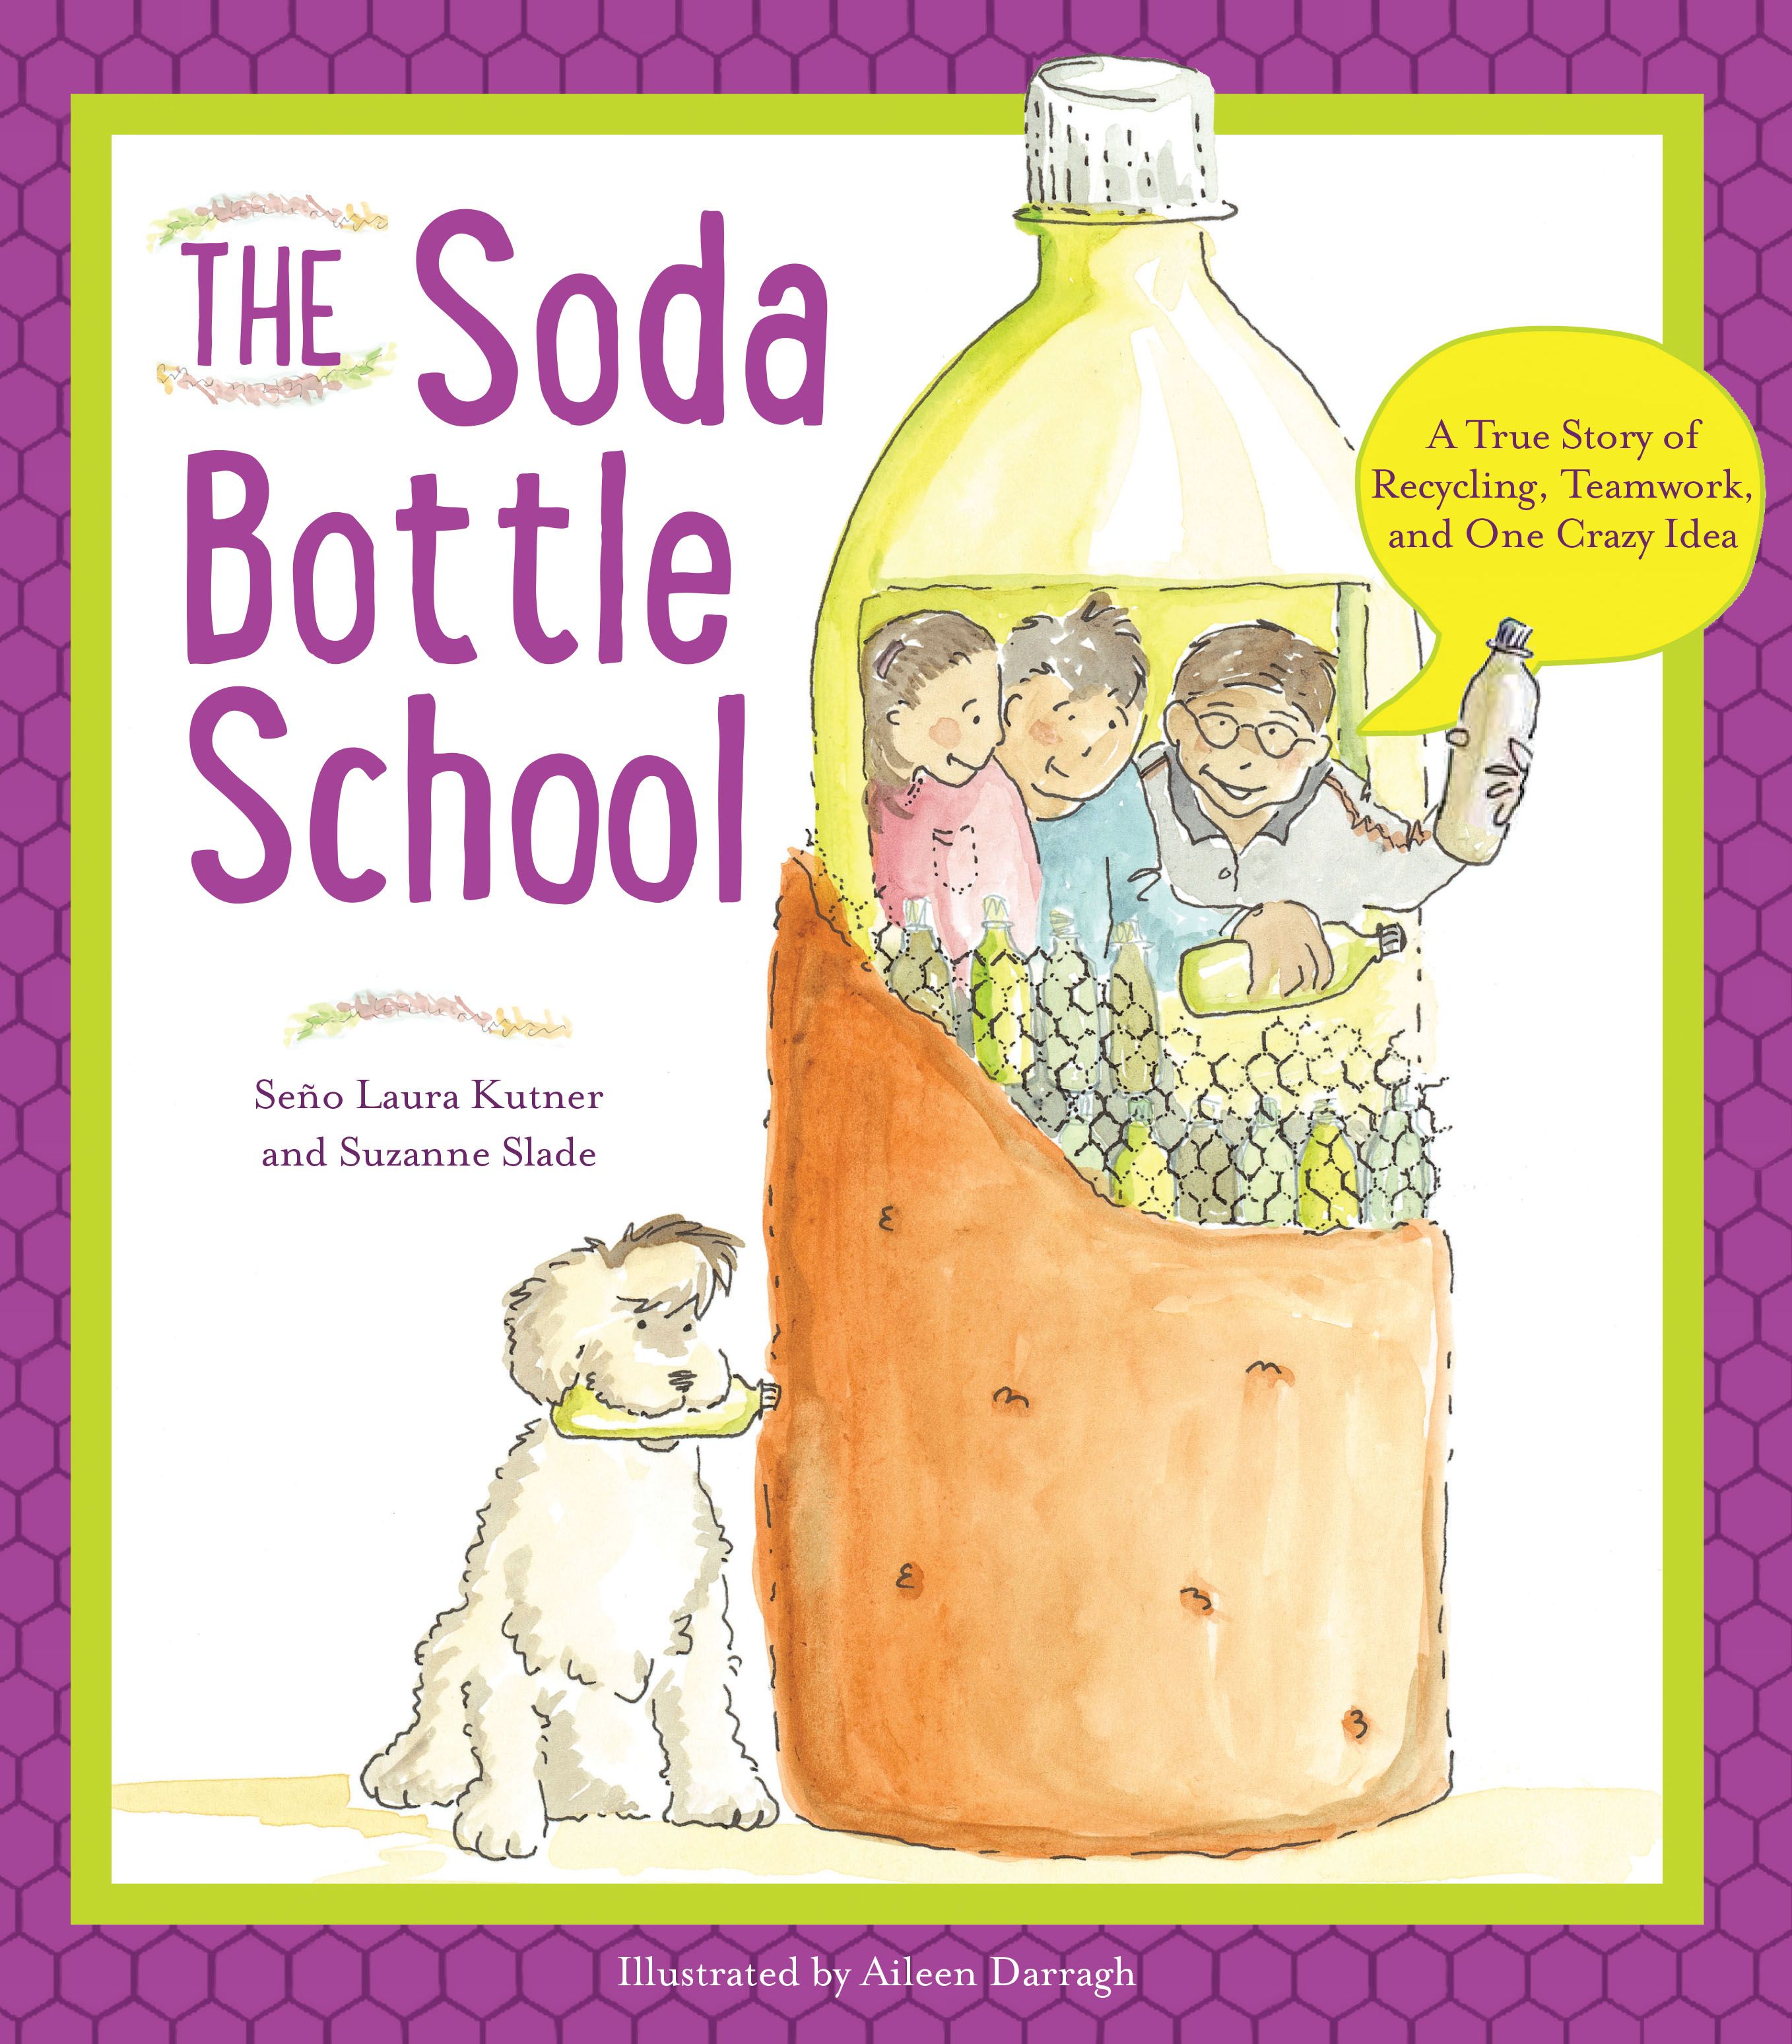 THE Soda
Bottle
School
A True Story of
Recycling, Teamwork,
and One Crazy Idea
Seño Laura Kutner
and Suzanne Slade
Illustrated by Aileen Darragh